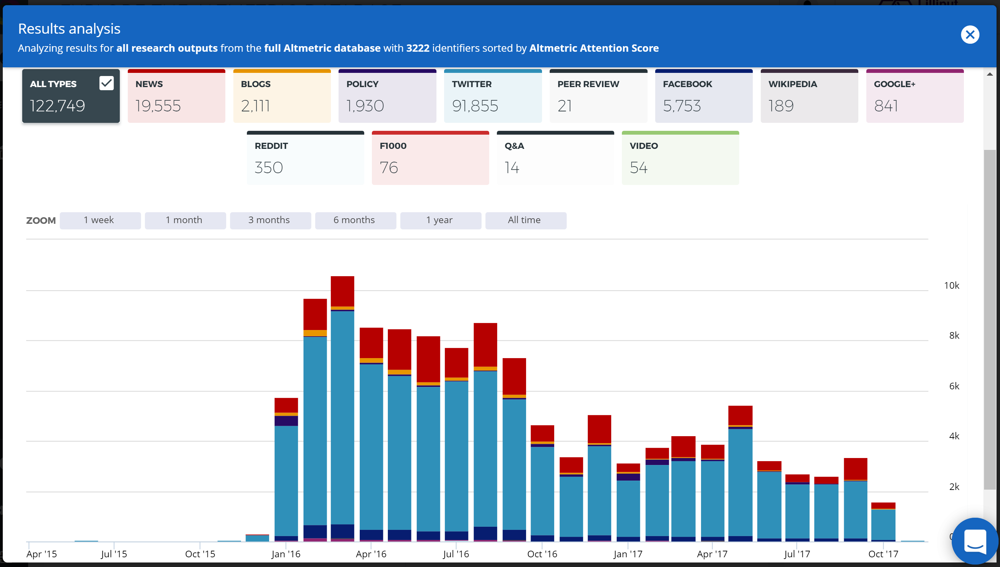 Results analysis
Analyzing results for all research outputs from the full Altmetric database with 3222 identifiers sorted by Altmetric Attention Score
ALL TYPES NEWS BLOGS POLICY TWITTER PEER REVIEW FACEBOOK WIKIPEDIA GOOGLE+
122,749 19,555 2,111 1,930 91,855 21 5,753 189 841
REDDIT F1000 Q&A VIDEO
350 76 14 54
ZOOM 1 week 1 month 3 months 6 months 1 year All time
10k
8k
6k
4k
2k
Apr '15 Jul '15 Oct '15 Jan '16 Apr '16 Jul '16 Oct '16 Jan '17 Apr '17 Jul '17 Oct '17